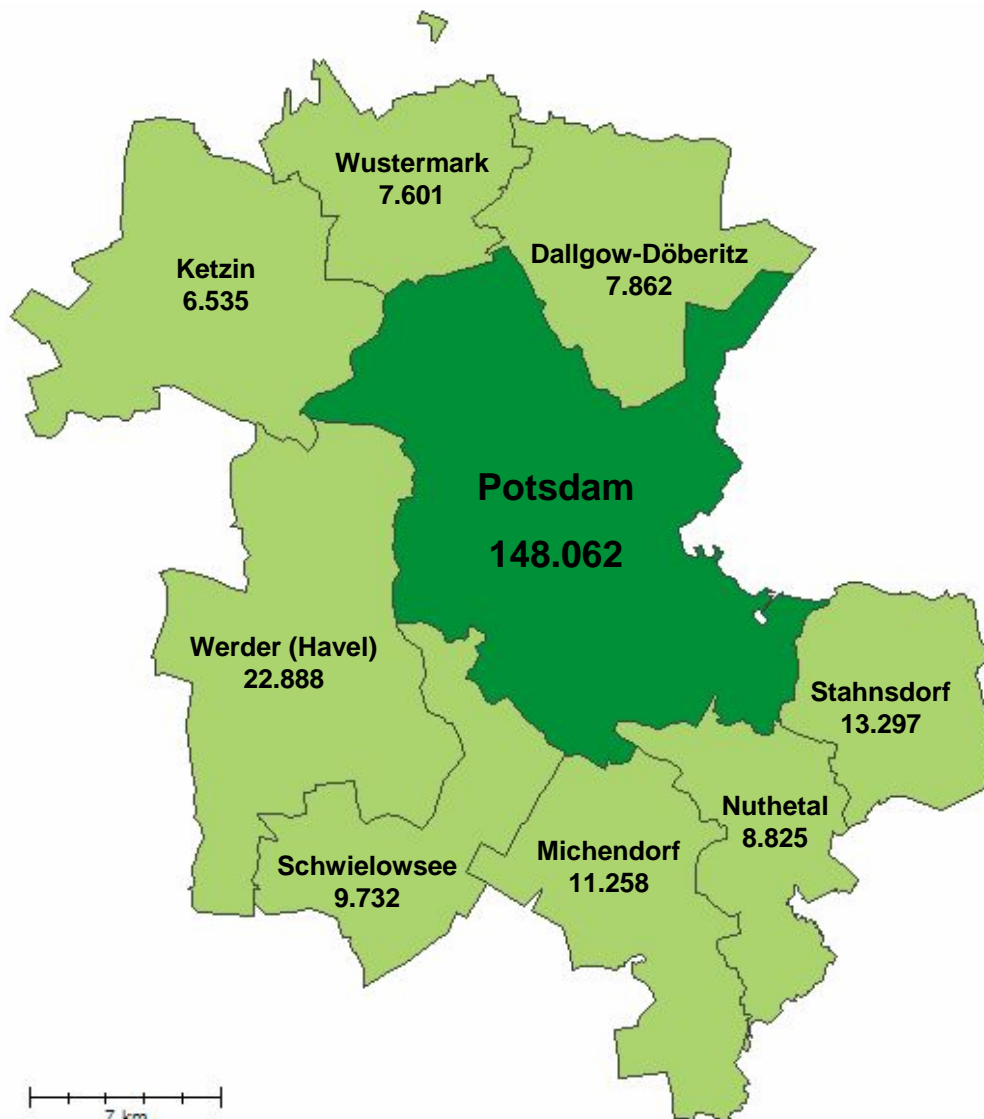 Wustermark
7.601
Dallgow-Döberitz
7.862
Ketzin
6.535
Potsdam
148.062
Werder (Havel)
22.888
Stahnsdorf
13.297
Nuthetal
8.825
Michendorf
11.258
Schwielowsee
9.732
7 km